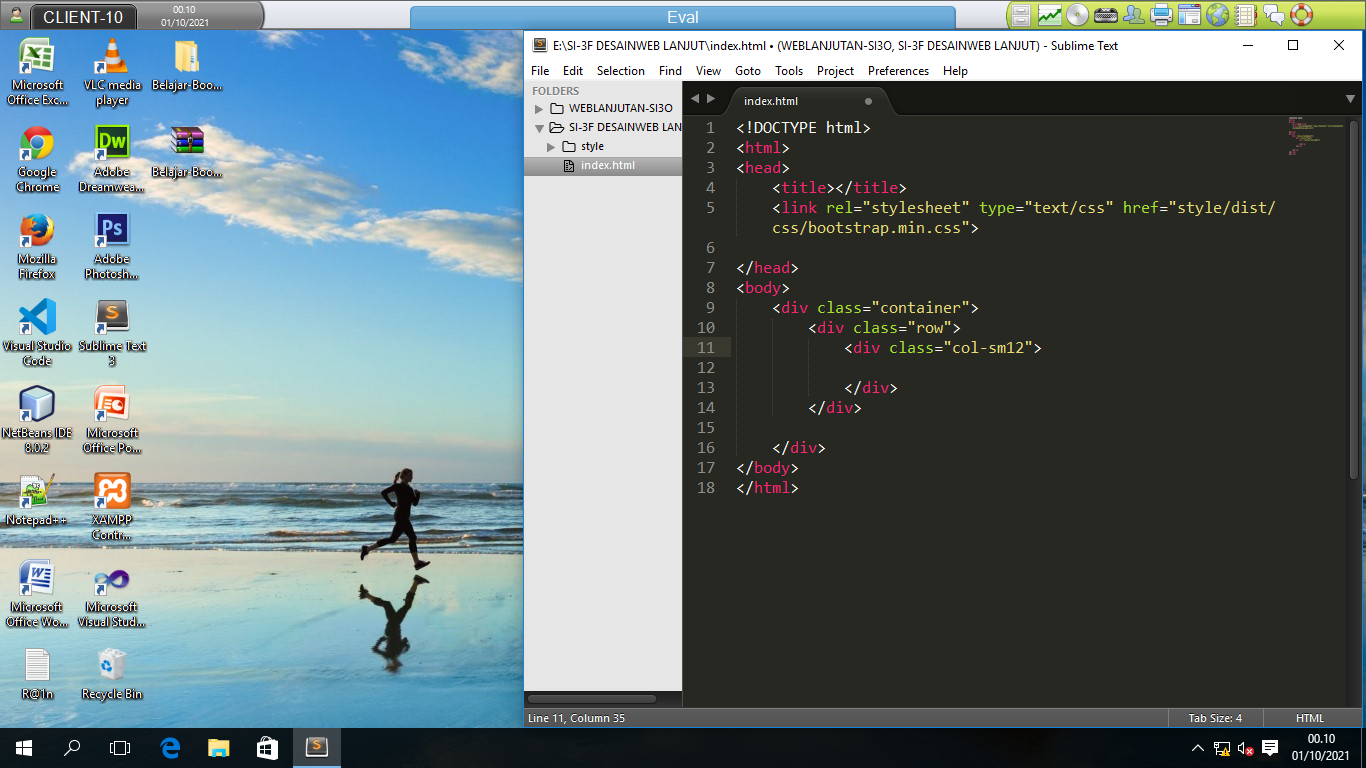 CLIENT-10
00.10
01/10/2021
Eval
Microsoft Office Exc...
VLC media player
Belajar-Boo...
Google Chrome
Adobe Dreamwea...
Belajar-Boo...
Mozilla Firefox
Adobe Photosh...
Visual Studio Code
Sublime Text 3
NetBeans IDE 8.0.2
Microsoft Office Po...
Notepad++
XAMPP Contr...
Microsoft Office Wo...
Microsoft Visual Stud...
R@1n
Recycle Bin
E:\SI-3F DESAINWEB LANJUT\index.html • (WEBLANJUTAN-SI3O, SI-3F DESAINWEB LANJUT) - Sublime Text
File Edit Selection Find View Goto Tools Project Preferences Help
FOLDERS
WEBLANJUTAN-SI3O
SI-3F DESAINWEB LAN
style
index.html
index.html
1 <!DOCTYPE html>
2 <html>
3 <head>
4 <title></title>
5 <link rel="stylesheet" type="text/css" href="style/dist/
css/bootstrap.min.css">
6
7 </head>
8 <body>
9 <div class="container">
10 <div class="row">
11 <div class="col-sm12">
12
13 </div>
14 </div>
15
16 </div>
17 </body>
18 </html>
Line 11, Column 35
Tab Size: 4
HTML
00.10
01/10/2021